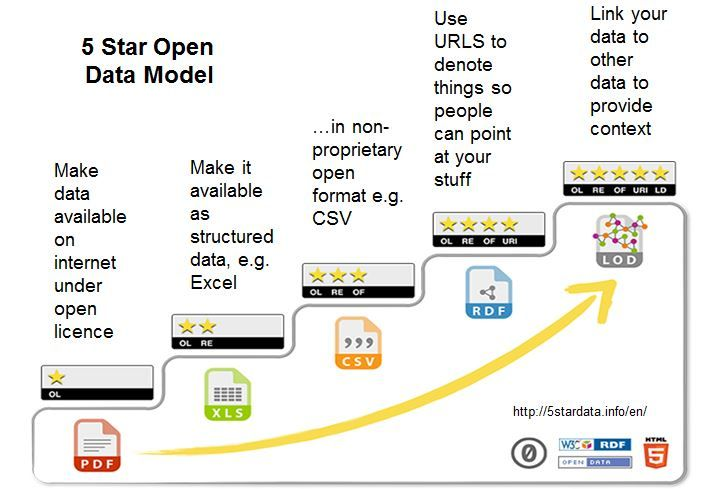 5 Star Open
Data Model
Make
data
available
on
internet
under
open
licence
OL
PDF
Make it
available
as
structured
data, e.g.
Excel
OL RE
XLS
…in non-
proprietary
open
format e.g.
CSV
OL RE OF
,,,
CSV
Use
URLS to
denote
things so
people
can point
at your
stuff
OL RE OF URI
RDF
Link your
data to
other
data to
provide
context
OL RE OF URI LD
LOD
http://5stardata.info/en/
0
W3C RDF
OPEN DATA
HTML
5